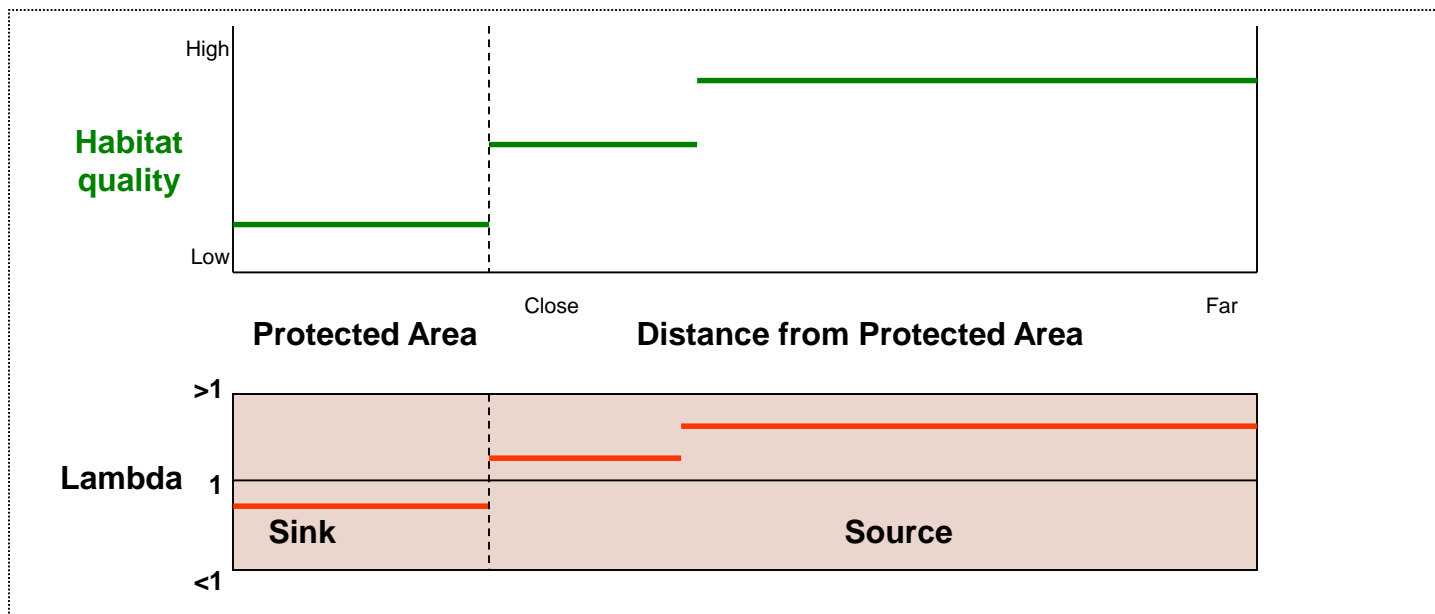 High
Habitat
quality
Low
Close
Far
Protected Area
Distance from Protected Area
>1
Lambda
1
Sink
Source
<1